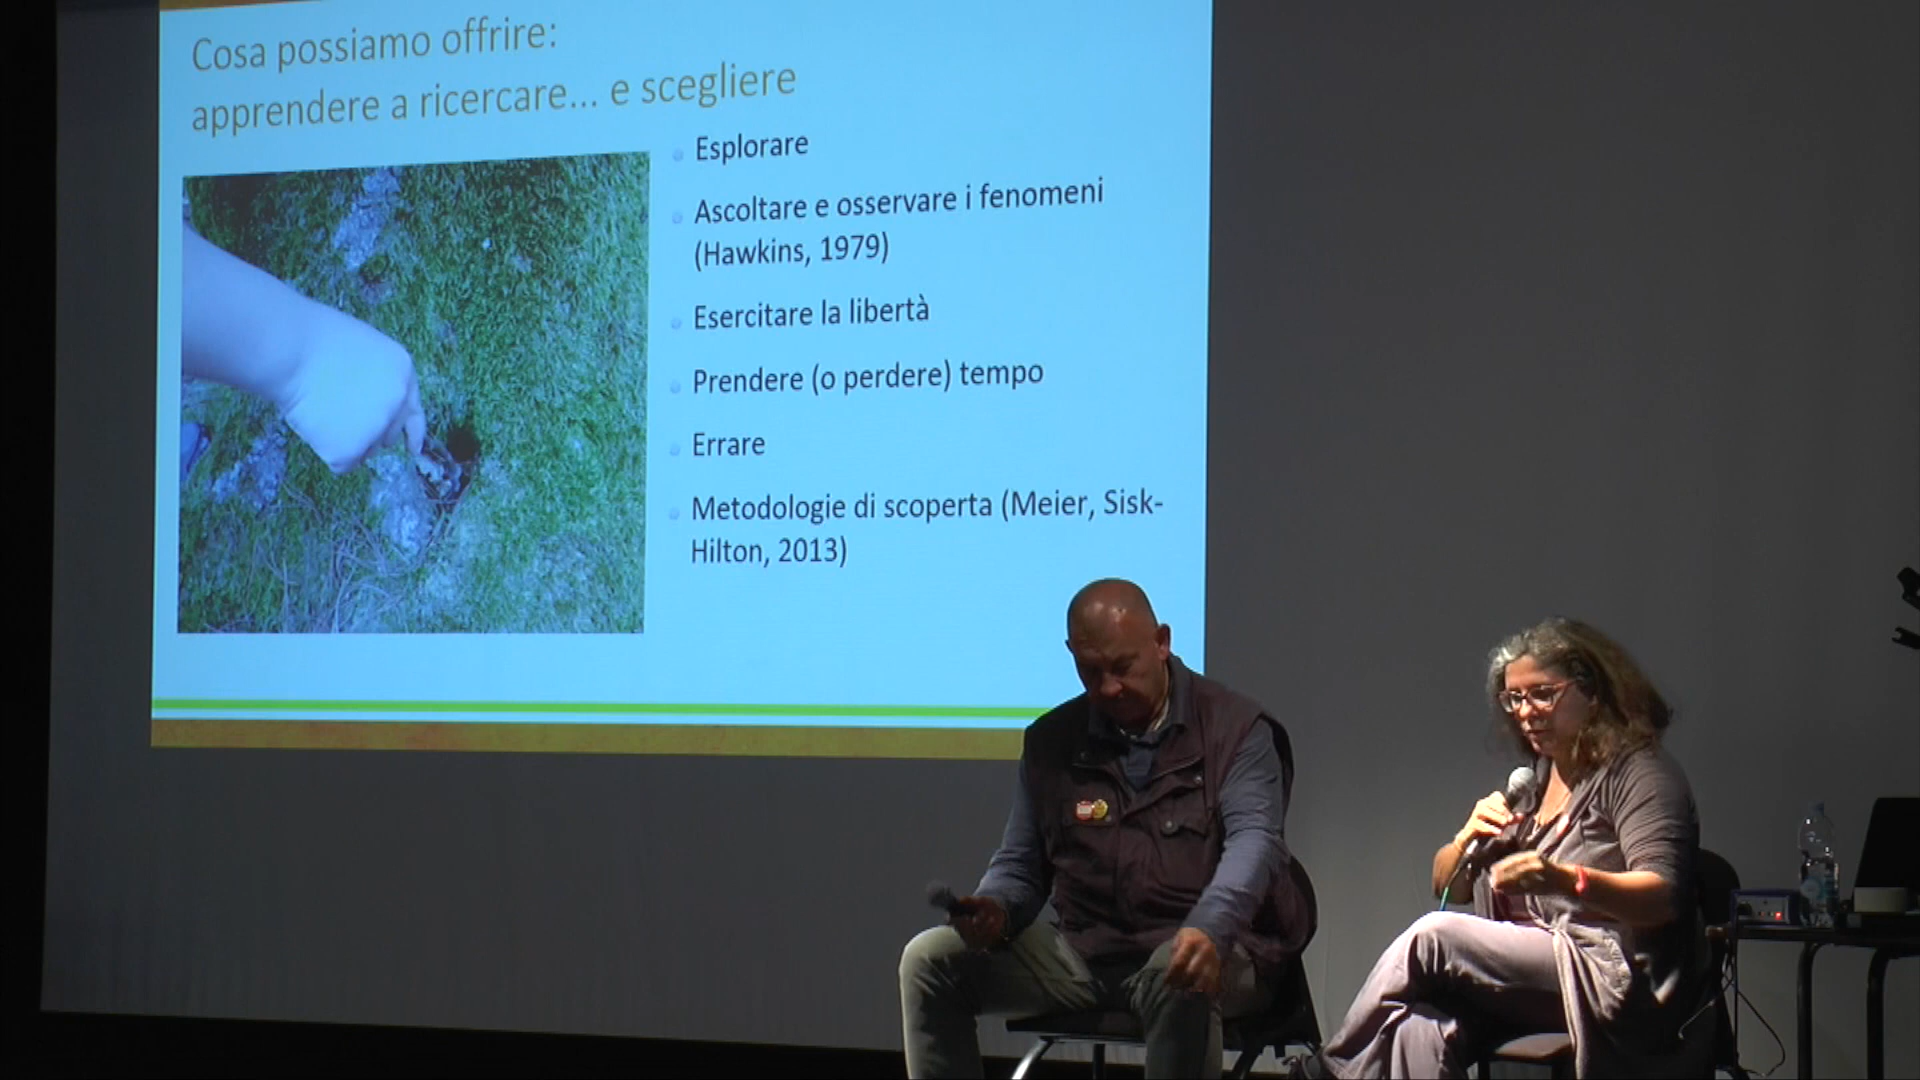 Cosa possiamo offrire:
apprendere a ricercare... e scegliere
Esplorare
Ascoltare e osservare i fenomeni
(Hawkins, 1979)
Esercitare la libertà
Prendere (o perdere) tempo
Errare
Metodologie di scoperta (Meier, Sisk-
Hilton, 2013)